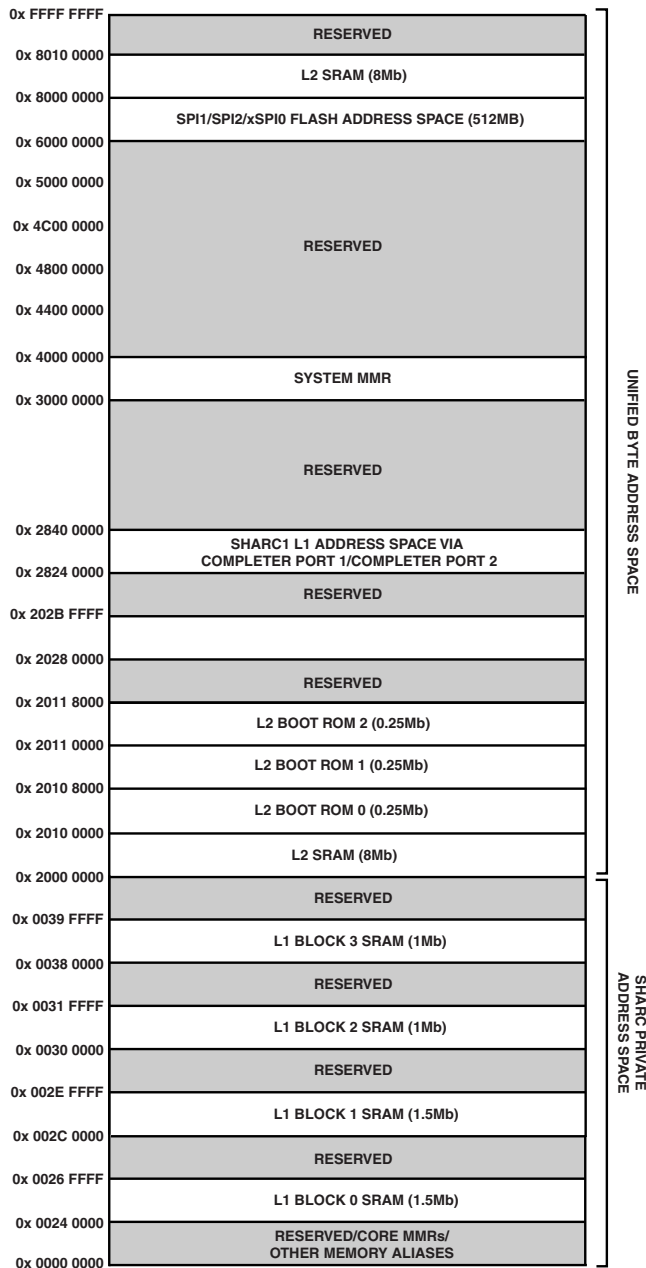 0x FFFF FFFF
RESERVED
0x 8010 0000
L2 SRAM (8Mb)
0x 8000 0000
SPI1/SPI2/xSPI0 FLASH ADDRESS SPACE (512MB)
0x 6000 0000
0x 5000 0000
0x 4C00 0000
RESERVED
0x 4800 0000
0x 4400 0000
0x 4000 0000
SYSTEM MMR
0x 3000 0000
RESERVED
0x 2840 0000
SHARC1 L1 ADDRESS SPACE VIA
COMPLETER PORT 1/COMPLETER PORT 2
0x 2824 0000
RESERVED
0x 202B FFFF
0x 2028 0000
RESERVED
0x 2011 8000
L2 BOOT ROM 2 (0.25Mb)
0x 2011 0000
L2 BOOT ROM 1 (0.25Mb)
0x 2010 8000
L2 BOOT ROM 0 (0.25Mb)
0x 2010 0000
L2 SRAM (8Mb)
0x 2000 0000
RESERVED
0x 0039 FFFF
L1 BLOCK 3 SRAM (1Mb)
0x 0038 0000
RESERVED
0x 0031 FFFF
L1 BLOCK 2 SRAM (1Mb)
0x 0030 0000
RESERVED
0x 002E FFFF
L1 BLOCK 1 SRAM (1.5Mb)
0x 002C 0000
RESERVED
0x 0026 FFFF
L1 BLOCK 0 SRAM (1.5Mb)
0x 0024 0000
RESERVED/CORE MMRs/
OTHER MEMORY ALIASES
0x 0000 0000
UNIFIED BYTE ADDRESS SPACE
SHARC PRIVATE
ADDRESS SPACE